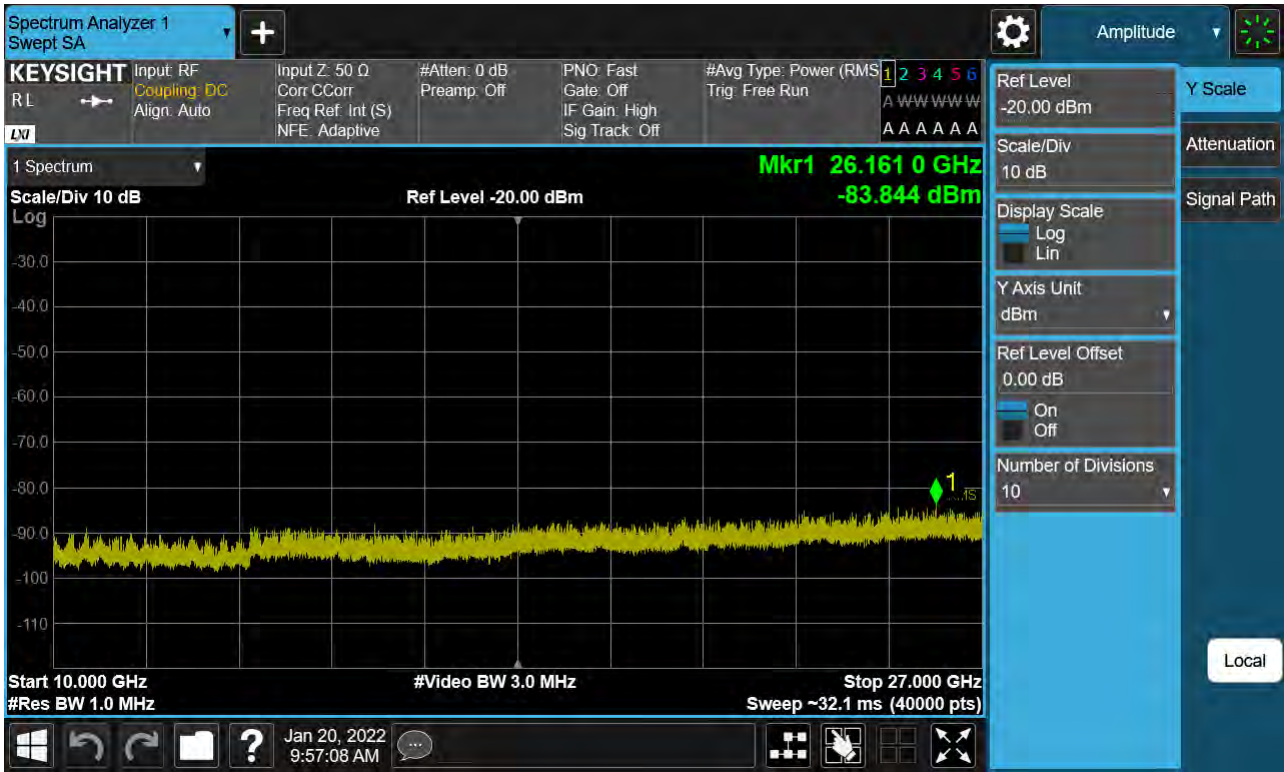 Spectrum Analyzer 1
Swept SA
Amplitude
KEYSIGHT
RL
LXI
Input: RF
Coupling: DC
Align: Auto
Input Z: 50 Ω
Corr CCorr
Freq Ref: Int (S)
NFE: Adaptive
#Atten: 0 dB
Preamp: Off
PNO: Fast
Gate: Off
IF Gain: High
Sig Track: Off
#Avg Type: Power (RMS
Trig: Free Run
1 2 3 4 5 6
A W W W W W
A A A A A A
1 Spectrum
Mkr1 26.161 0 GHz
-83.844 dBm
Scale/Div 10 dB
Ref Level -20.00 dBm
Log
-30.0
-40.0
-50.0
-60.0
-70.0
-80.0
-90.0
-100
-110
1
Start 10.000 GHz
#Video BW 3.0 MHz
Stop 27.000 GHz
#Res BW 1.0 MHz
Sweep ~32.1 ms (40000 pts)
Ref Level
-20.00 dBm
Scale/Div
10 dB
Display Scale
Log
Lin
Y Axis Unit
dBm
Ref Level Offset
0.00 dB
On
Off
Number of Divisions
10
Y Scale
Attenuation
Signal Path
Local
?
Jan 20, 2022
9:57:08 AM